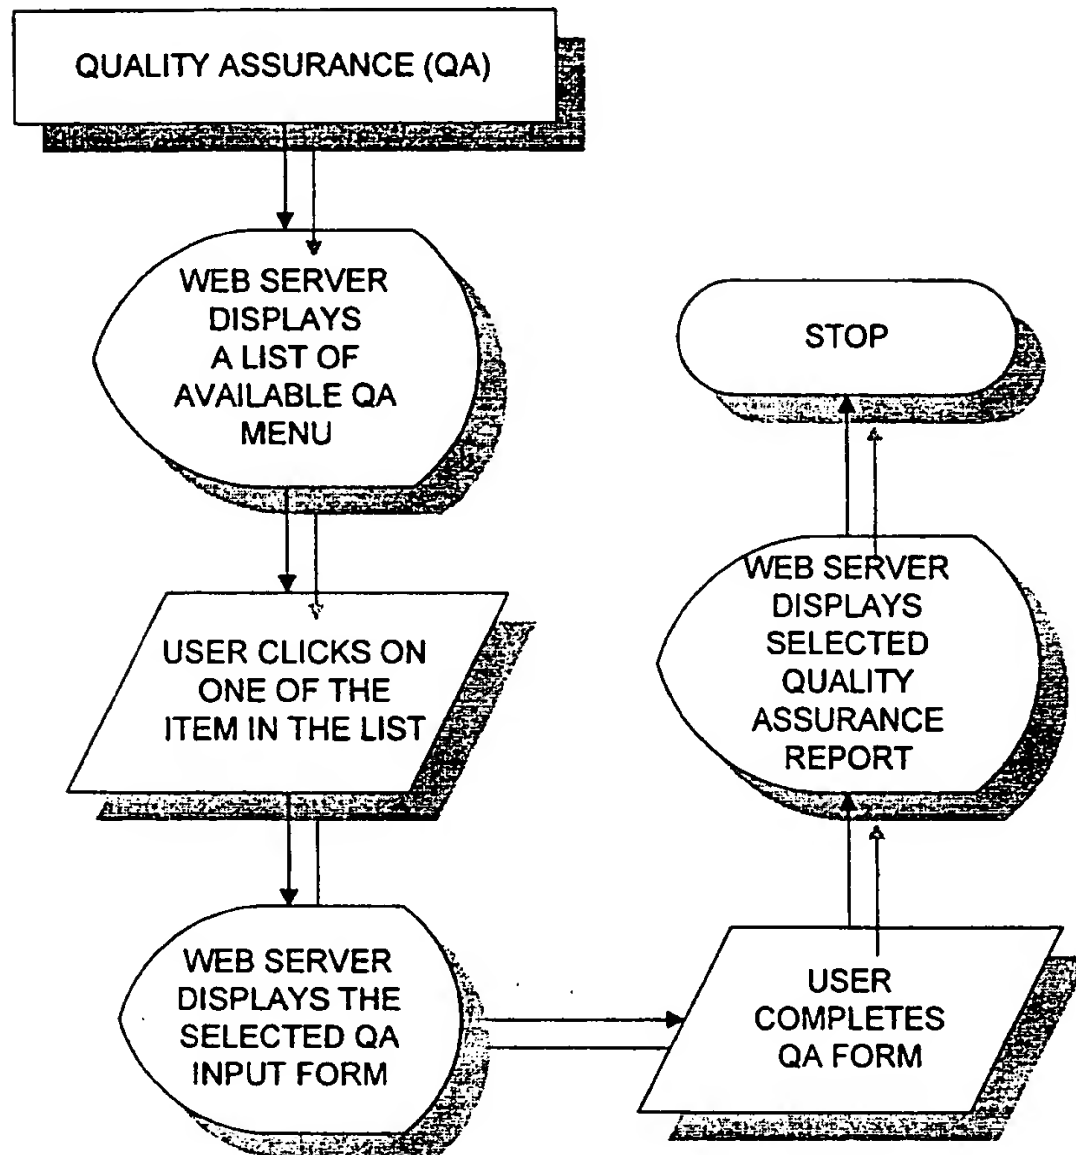 QUALITY ASSURANCE (QA)
WEB SERVER
DISPLAYS
A LIST OF
AVAILABLE QA
MENU
USER CLICKS ON
ONE OF THE
ITEM IN THE LIST
WEB SERVER
DISPLAYS THE
SELECTED QA
INPUT FORM
USER
COMPLETES
QA FORM
WEB SERVER
DISPLAYS
SELECTED
QUALITY
ASSURANCE
REPORT
STOP